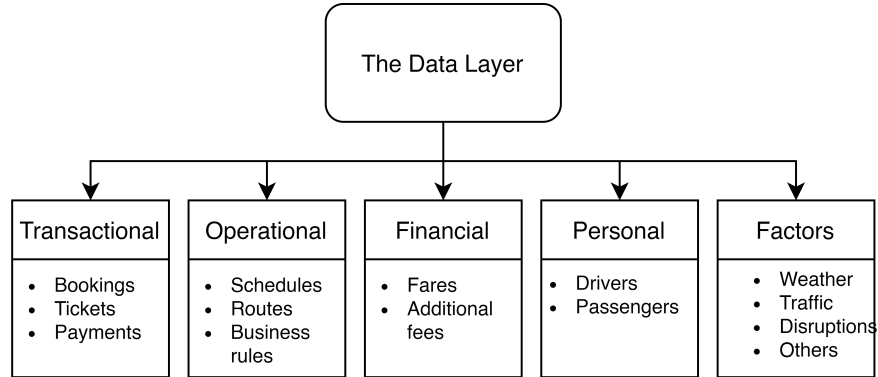 The Data Layer
Transactional
• Bookings
• Tickets
• Payments
Operational
• Schedules
• Routes
• Business
rules
Financial
• Fares
• Additional
fees
Personal
• Drivers
• Passengers
Factors
• Weather
• Traffic
• Disruptions
• Others